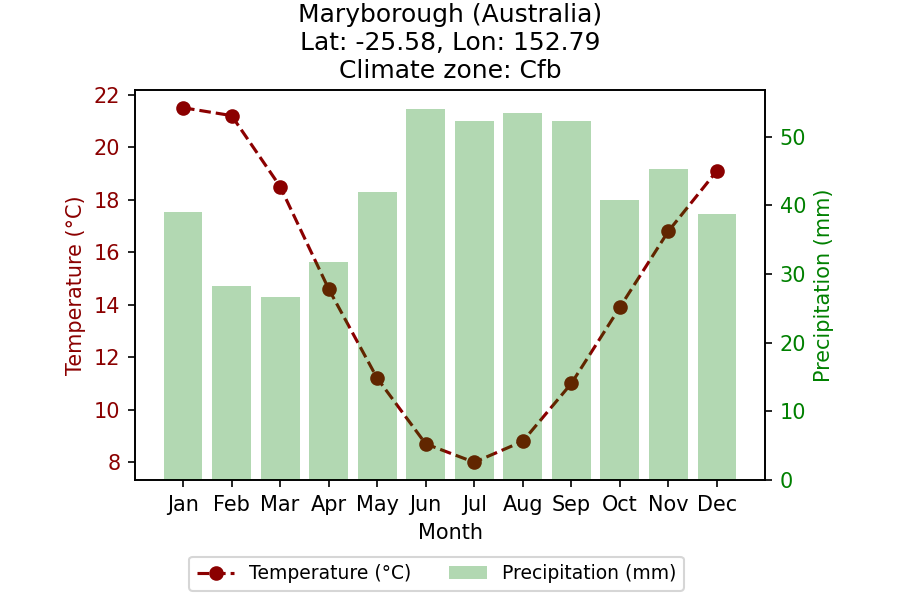 Maryborough (Australia)
Lat: -25.58, Lon: 152.79
Climate zone: Cfb
22
20
18
16
14
12
10
8
Temperature (°C)
50
40
30
20
10
0
Precipitation (mm)
Jan Feb Mar Apr May Jun Jul Aug Sep Oct Nov Dec
Month
Temperature (°C) Precipitation (mm)